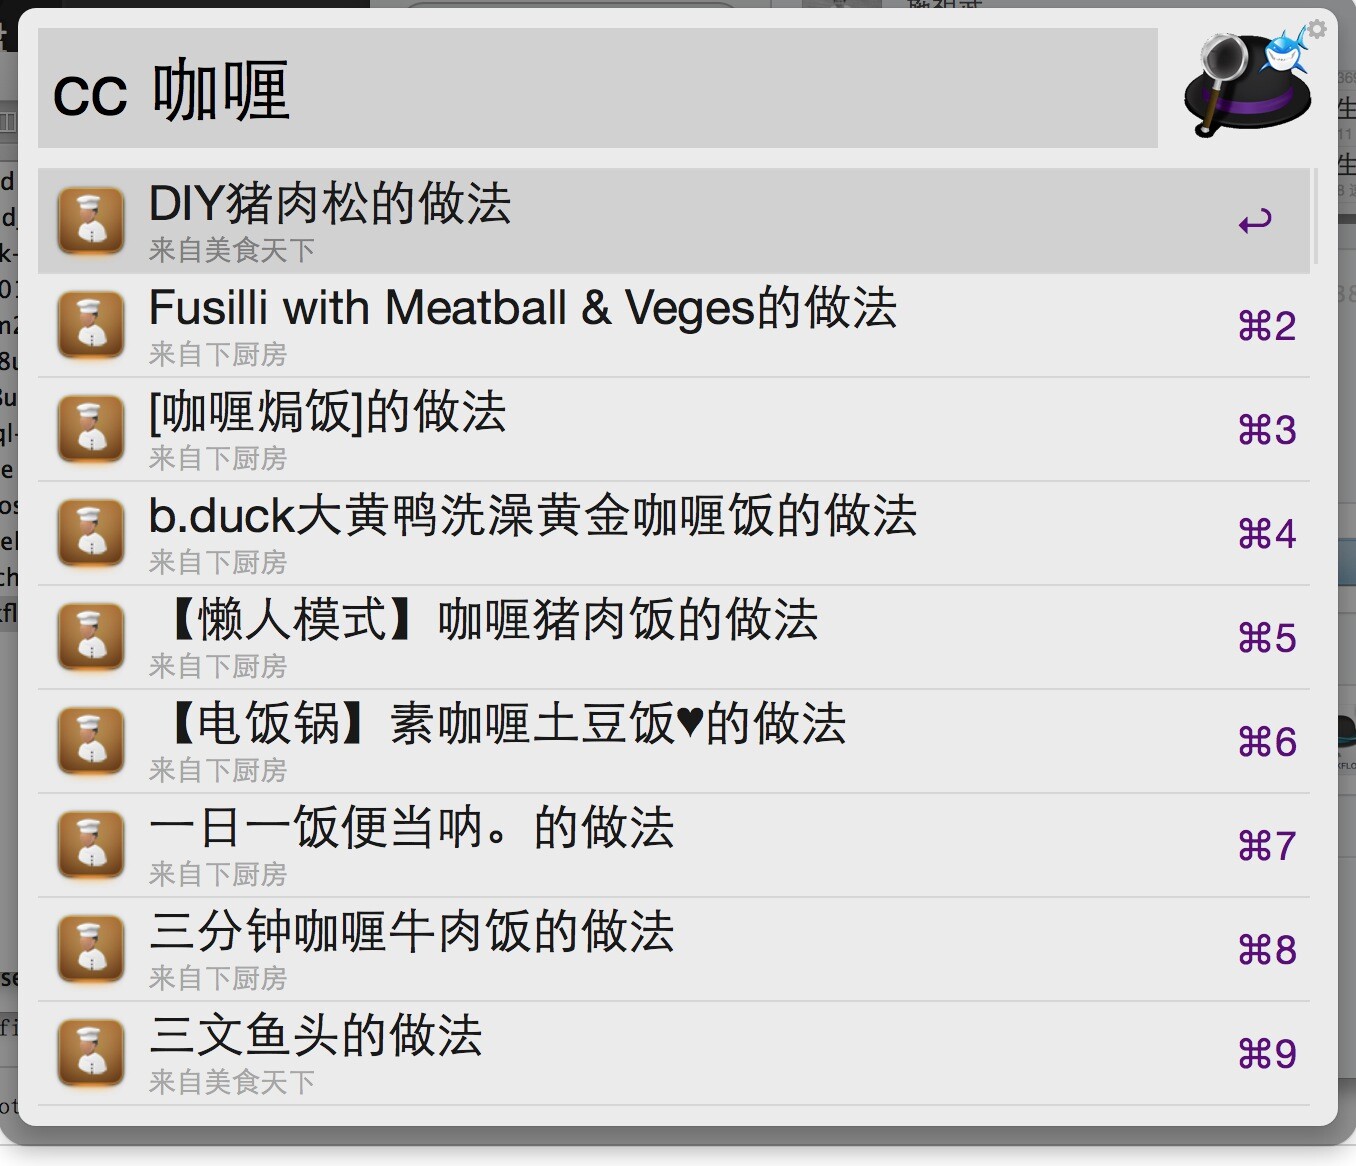 cc 咖喱
DIY猪肉松的做法
来自美食天下
Fusilli with Meatball & Veges的做法
来自下厨房
⌘2
[咖喱焗饭]的做法
来自下厨房
⌘3
b.duck大黄鸭洗澡黄金咖喱饭的做法
来自下厨房
⌘4
【懒人模式】咖喱猪肉饭的做法
来自下厨房
⌘5
【电饭锅】素咖喱土豆饭♥的做法
来自下厨房
⌘6
一日一饭便当呐。的做法
来自下厨房
⌘7
三分钟咖喱牛肉饭的做法
来自下厨房
⌘8
三文鱼头的做法
来自美食天下
⌘9